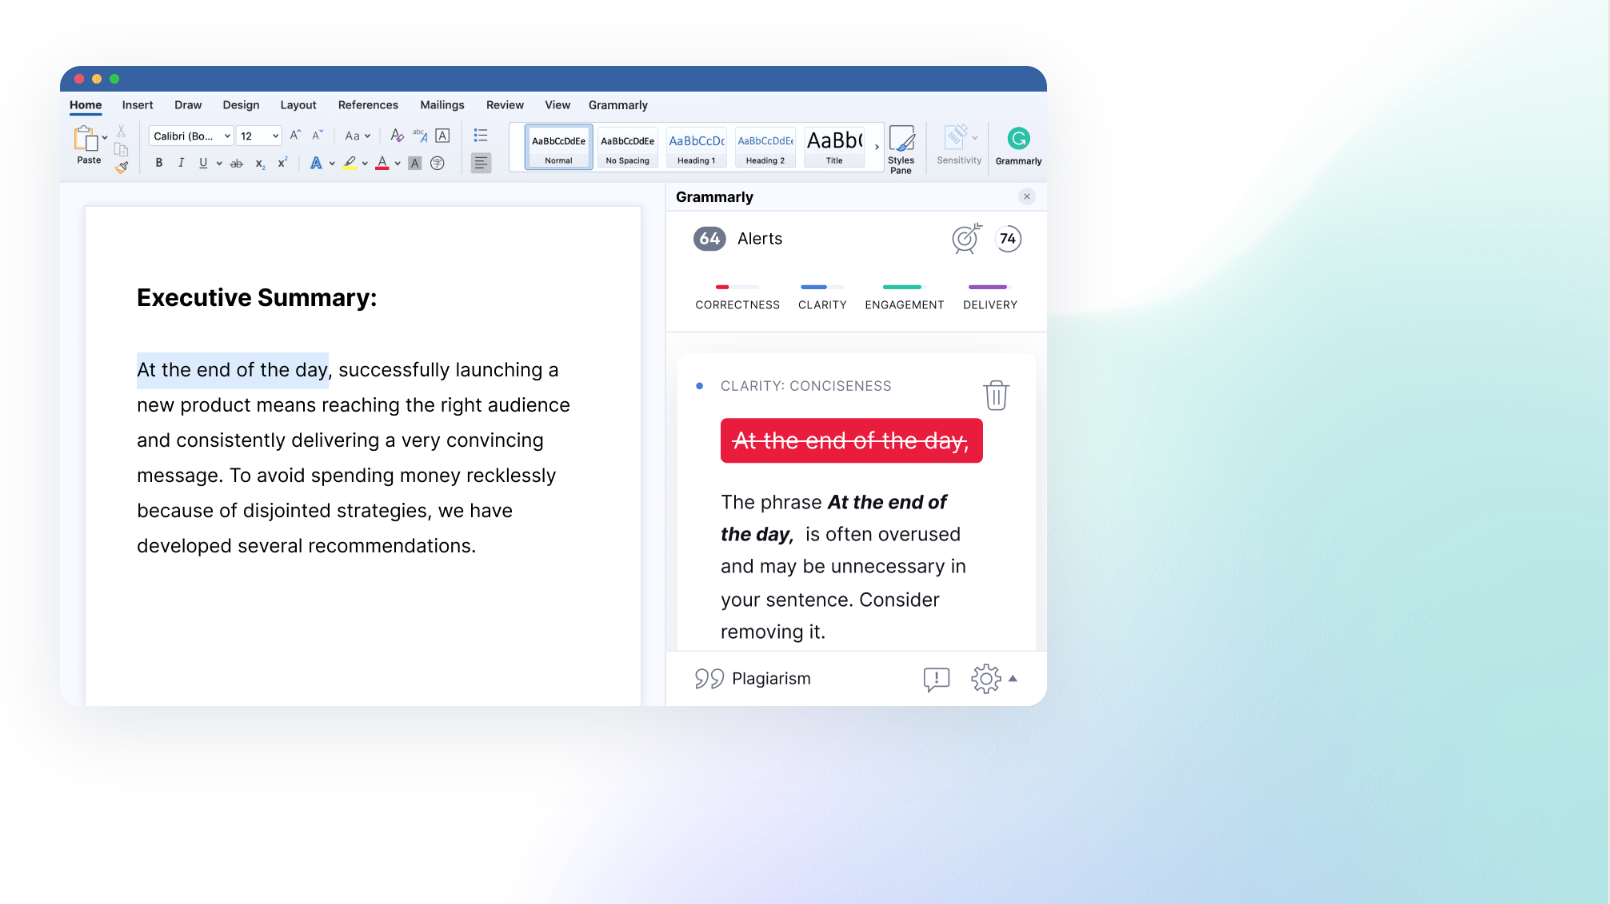 Home Insert Draw Design Layout References Mailings Review View Grammarly
Paste
Calibri (Bo... 12 A^ Aˇ Aa A abc A A
B I U ab x₂ x² A A A 字
AaBbCcDdEe AaBbCcDdEe AaBbCcDc AaBbCcDdEe AaBb(
Normal No Spacing Heading 1 Heading 2 Title
Styles
Pane
Sensitivity
Grammarly
Executive Summary:
At the end of the day, successfully launching a
new product means reaching the right audience
and consistently delivering a very convincing
message. To avoid spending money recklessly
because of disjointed strategies, we have
developed several recommendations.
Grammarly
64 Alerts 74
CORRECTNESS CLARITY ENGAGEMENT DELIVERY
CLARITY: CONCISENESS
At the end of the day,
The phrase At the end of
the day, is often overused
and may be unnecessary in
your sentence. Consider
removing it.
Plagiarism